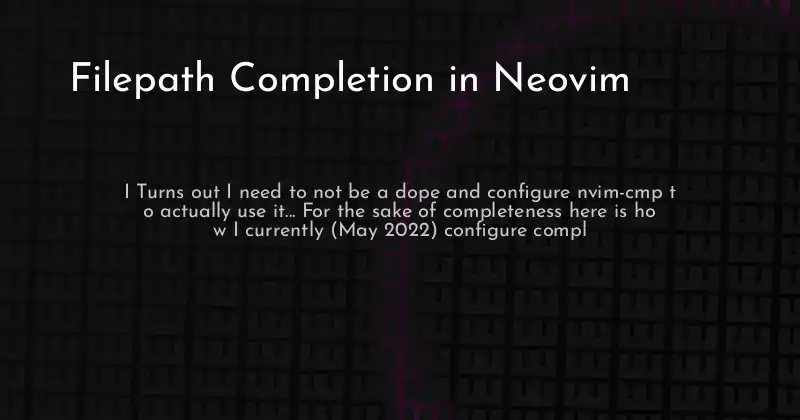 Filepath Completion in Neovim
I Turns out I need to not be a dope and configure nvim-cmp t
o actually use it... For the sake of completeness here is ho
w I currently (May 2022) configure compl